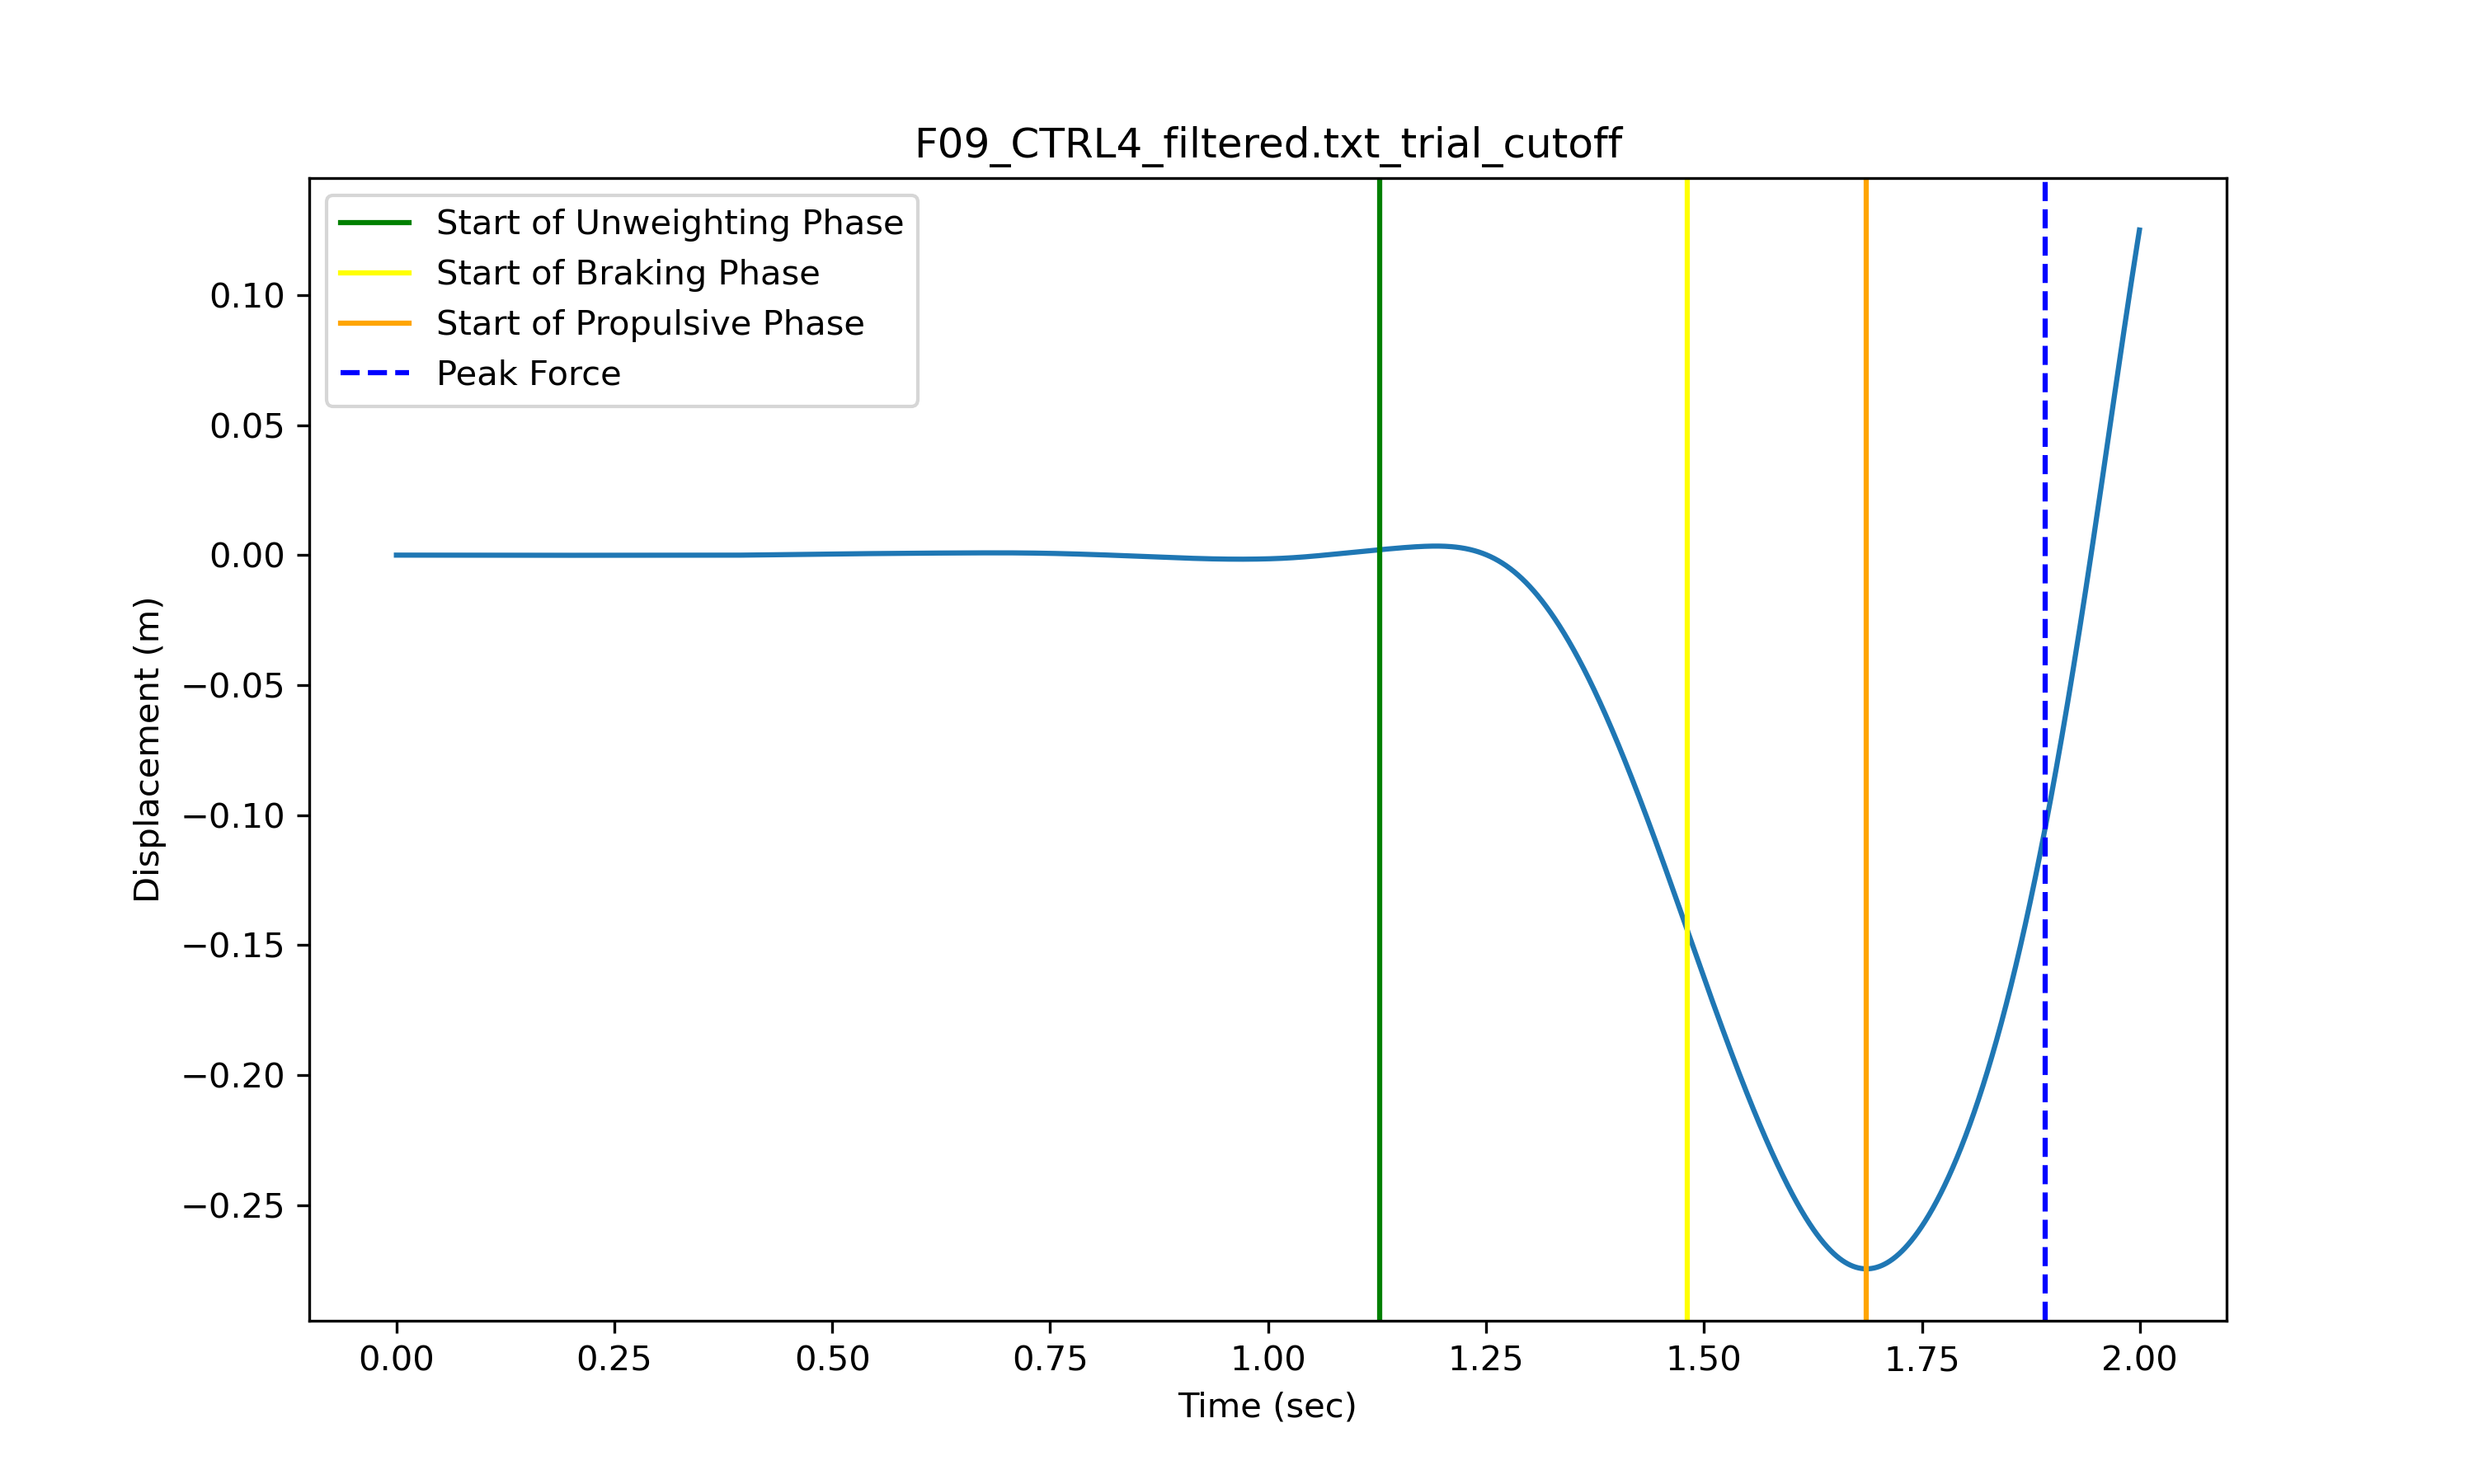 F09_CTRL4_filtered.txt_trial_cutoff
Start of Unweighting Phase
Start of Braking Phase
Start of Propulsive Phase
Peak Force
0.10
0.05
0.00
−0.05
−0.10
−0.15
−0.20
−0.25
Displacement (m)
0.00 0.25 0.50 0.75 1.00 1.25 1.50 1.75 2.00
Time (sec)